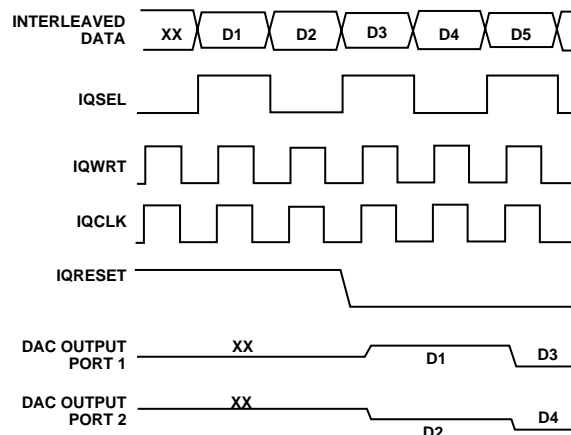 INTERLEAVED
DATA
XX D1 D2 D3 D4 D5
IQSEL
IQWRT
IQCLK
IQRESET
DAC OUTPUT
PORT 1
XX
D1
D3
DAC OUTPUT
PORT 2
XX
D2
D4